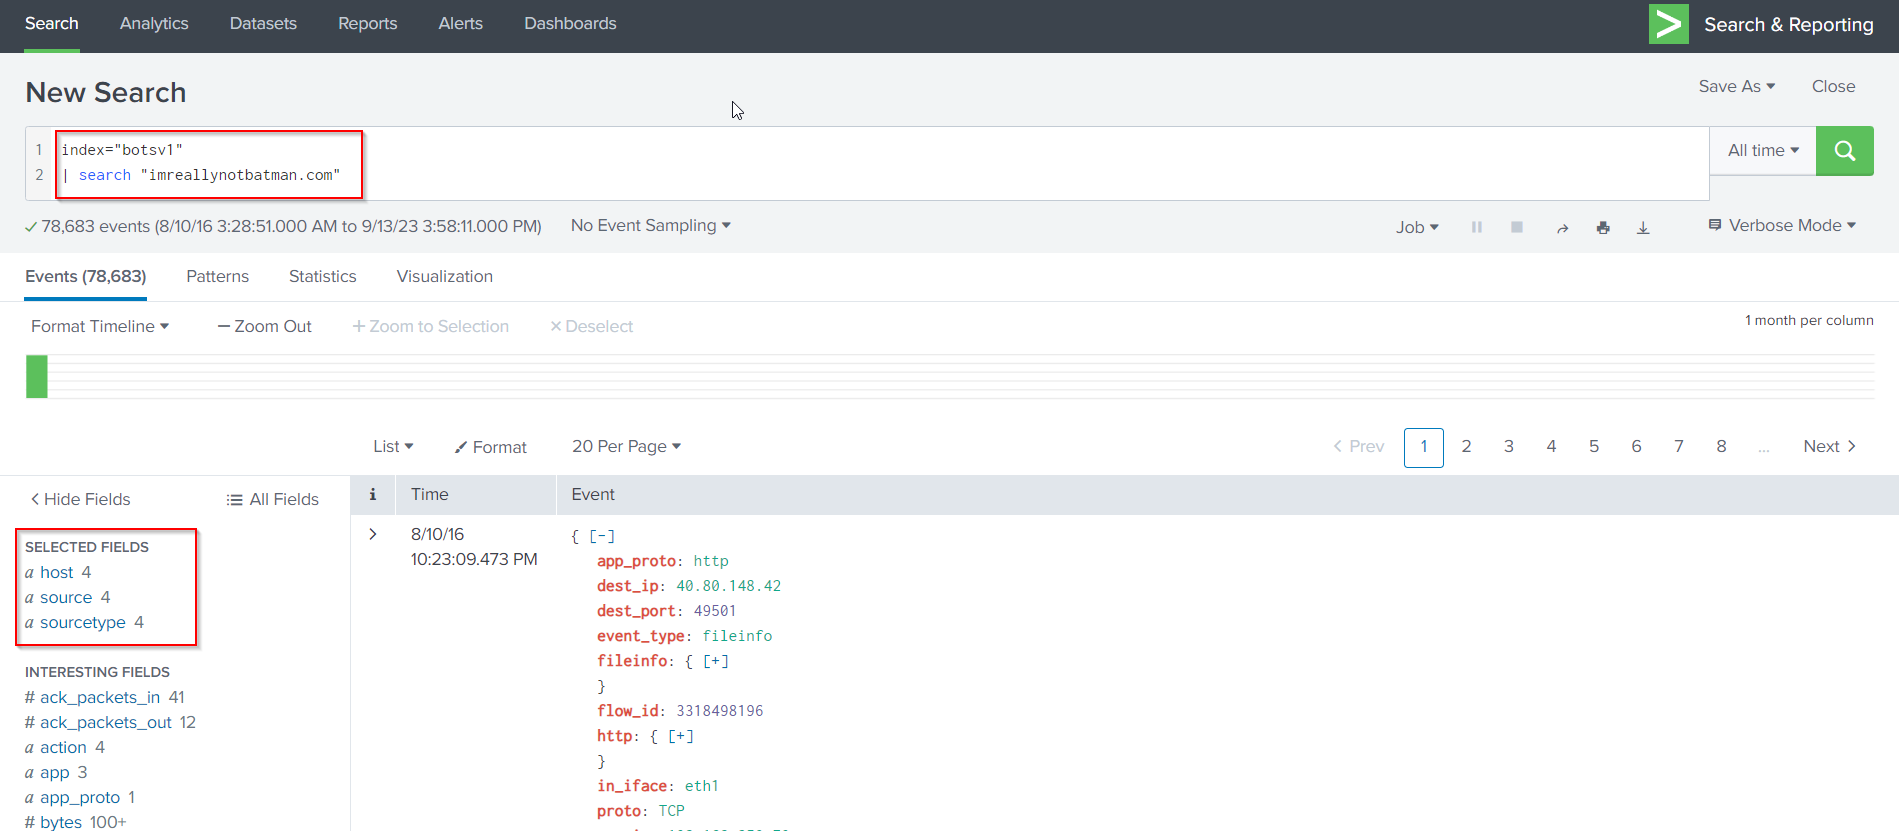 Search Analytics Datasets Reports Alerts Dashboards Search & Reporting
New Search
Save As Close
1 index="botsv1"
2 | search "imreallynotbatman.com"
All time
78,683 events (8/10/16 3:28:51.000 AM to 9/13/23 3:58:11.000 PM) No Event Sampling Job Verbose Mode
Events (78,683) Patterns Statistics Visualization
Format Timeline — Zoom Out + Zoom to Selection × Deselect 1 month per column
List Format 20 Per Page < Prev 1 2 3 4 5 6 7 8 ... Next >
< Hide Fields All Fields
SELECTED FIELDS
a host 4
a source 4
a sourcetype 4
INTERESTING FIELDS
# ack_packets_in 41
# ack_packets_out 12
a action 4
a app 3
a app_proto 1
# bytes 100+
i Time Event
> 8/10/16
10:23:09.473 PM
{ [-]
app_proto: http
dest_ip: 40.80.148.42
dest_port: 49501
event_type: fileinfo
fileinfo: { [+]
}
flow_id: 3318498196
http: { [+]
}
in_iface: eth1
proto: TCP